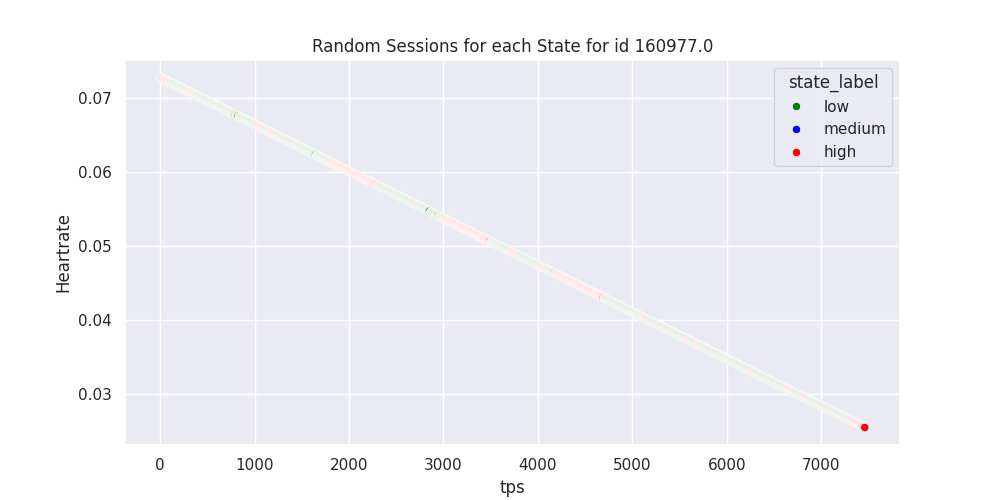 Random Sessions for each State for id 160977.0
state_label
low
medium
high
Heartrate
0.07
0.06
0.05
0.04
0.03
0 1000 2000 3000 4000 5000 6000 7000
tps